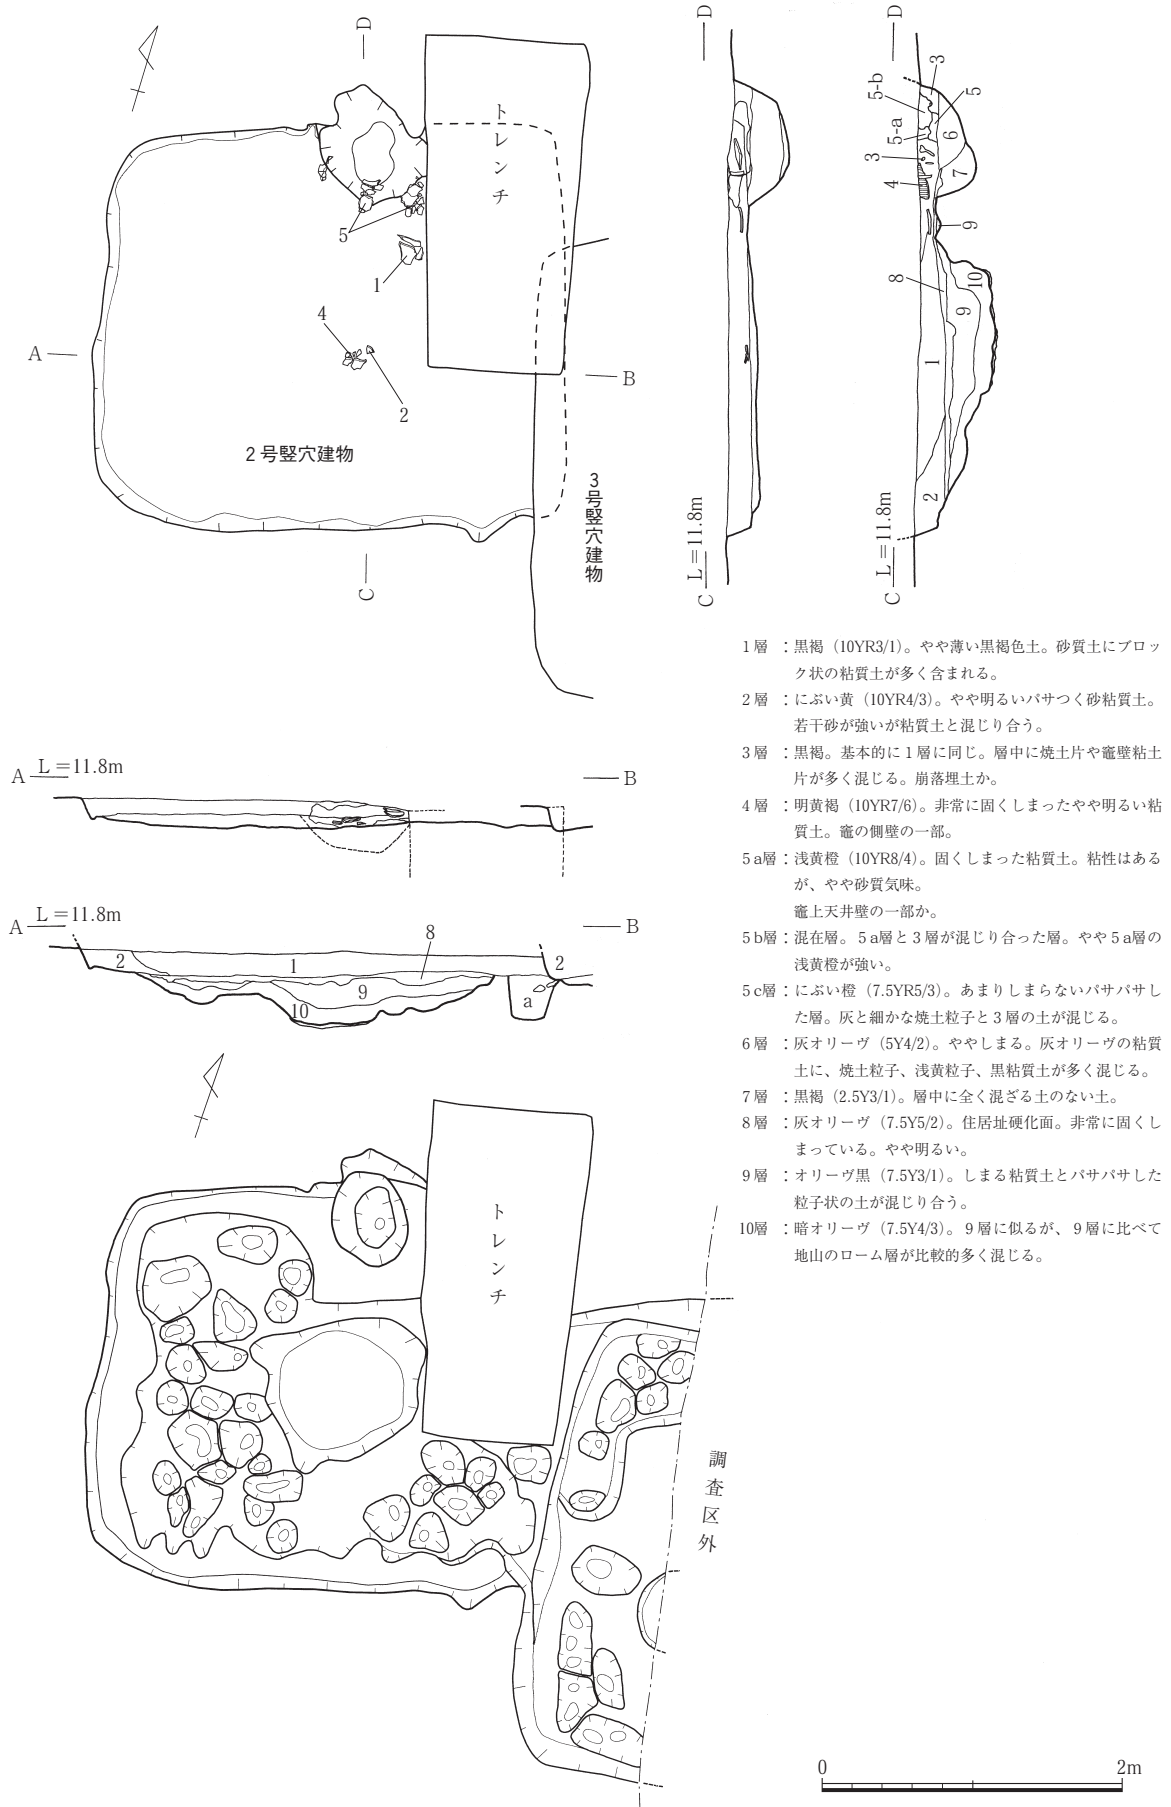 D
D
D
トレンチ
3
5-b
5
5-a
6
3
7
4
5
9
1
10
8
4
9
A
1
B
2
2号竪穴建物
3号竪穴建物
2
L＝11.8m
L＝11.8m
C
C
C
1層　：黒褐（10YR3/1）。やや薄い黒褐色土。砂質土にブロッ
ク状の粘質土が多く含まれる。
2層　：にぶい黄（10YR4/3）。やや明るいパサつく砂粘質土。
若干砂が強いが粘質土と混じり合う。
3層　：黒褐。基本的に１層に同じ。層中に焼土片や竈壁粘土
片が多く混じる。崩落埋土か。
4層　：明黄褐（10YR7/6）。非常に固くしまったやや明るい粘
質土。竈の側壁の一部。
5a層：浅黄橙（10YR8/4）。固くしまった粘質土。粘性はある
が、やや砂質気味。
竈上天井壁の一部か。
5b層：混在層。５a層と３層が混じり合った層。やや５a層の
浅黄橙が強い。
5c層：にぶい橙（7.5YR5/3）。あまりしまらないパサパサし
た層。灰と細かな焼土粒子と３層の土が混じる。
6層　：灰オリーヴ（5Y4/2）。ややしまる。灰オリーヴの粘質
土に、焼土粒子、浅黄粒子、黒粘質土が多く混じる。
7層　：黒褐（2.5Y3/1）。層中に全く混ざる土のない土。
8層　：灰オリーヴ（7.5Y5/2）。住居址硬化面。非常に固くし
まっている。やや明るい。
9層　：オリーヴ黒（7.5Y3/1）。しまる粘質土とパサパサした
粒子状の土が混じり合う。
10層　：暗オリーヴ（7.5Y4/3）。９層に似るが、９層に比べて
地山のローム層が比較的多く混じる。
A
L＝11.8m
B
A
L＝11.8m
B
8
2
1
2
9
10
a
トレンチ
調査区外
0
2m